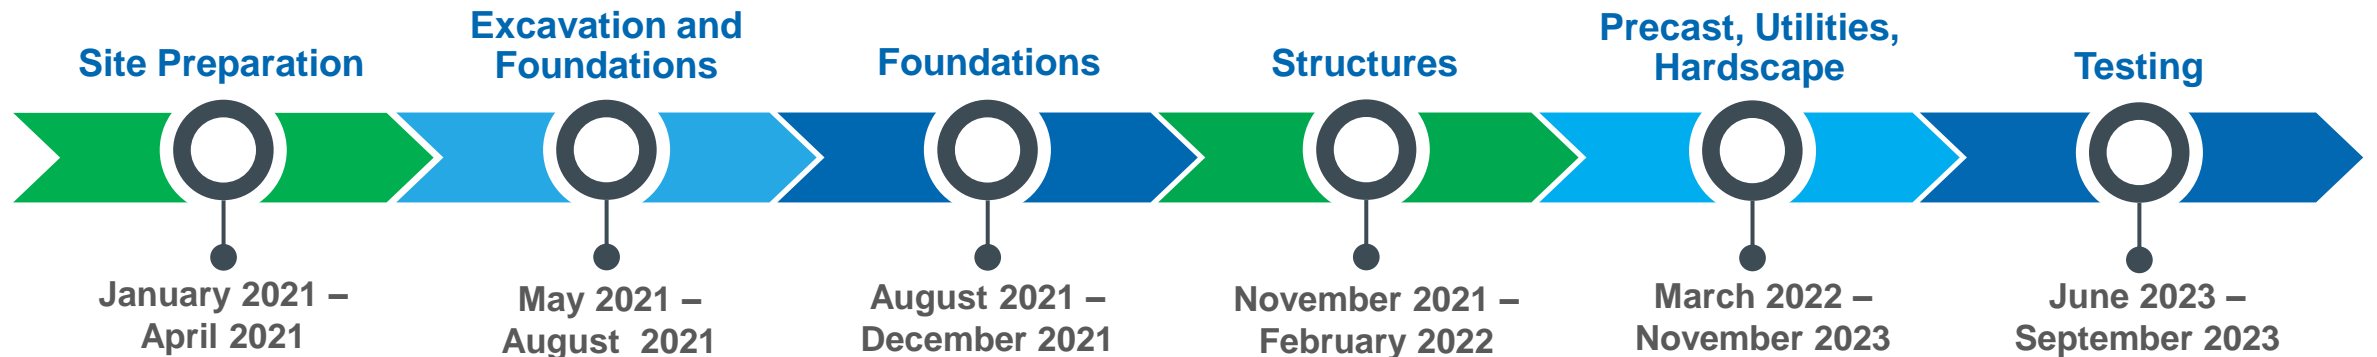 Site Preparation
January 2021 –
April 2021
Excavation and
Foundations
May 2021 –
August  2021
Foundations
August 2021 –
December 2021
Structures
November 2021 –
February 2022
Precast, Utilities,
Hardscape
March 2022 –
November 2023
Testing
June 2023 –
September 2023